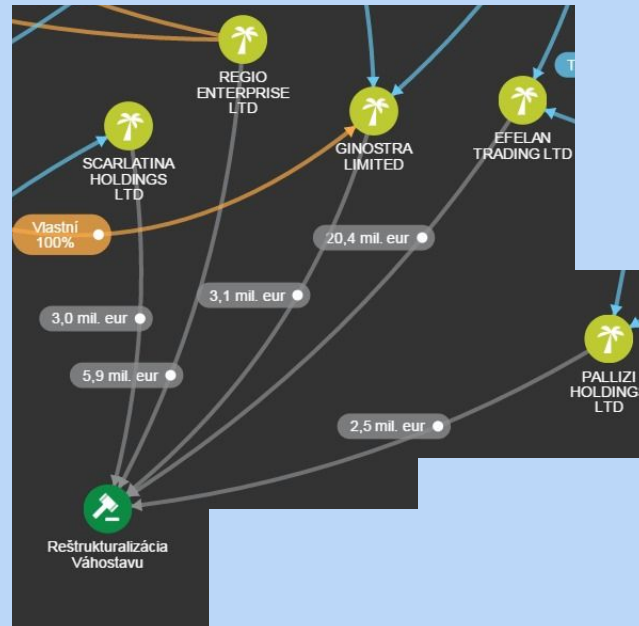 REGIO
ENTERPRISE
LTD
SCARLATINA
HOLDINGS
LTD
GINOSTRA
LIMITED
T
EFELAN
TRADING LTD
Vlastní
100%
20,4 mil. eur
3,1 mil. eur
3,0 mil. eur
5,9 mil. eur
PALLIZI
HOLDINGS
LTD
2,5 mil. eur
Reštrukturalizácia
Váhostavu